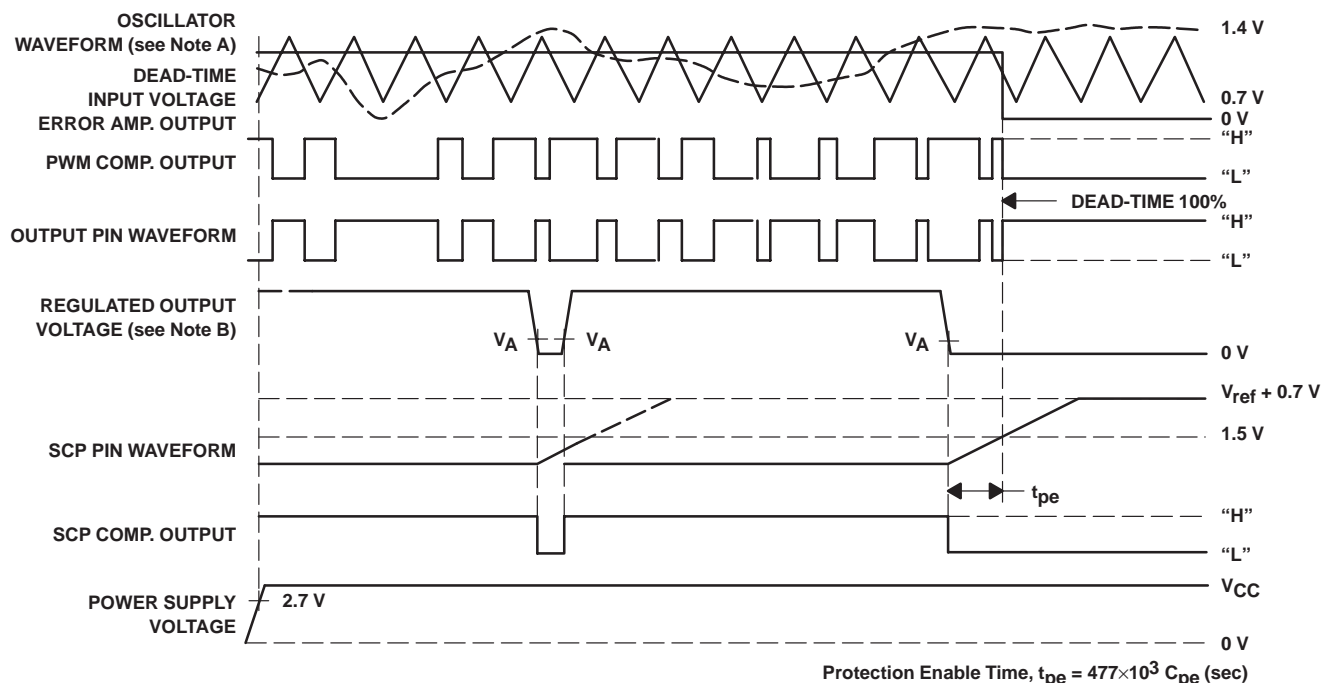 OSCILLATOR
WAVEFORM (see Note A)
1.4 V
DEAD-TIME
INPUT VOLTAGE
0.7 V
ERROR AMP. OUTPUT
0 V
“H”
PWM COMP. OUTPUT
“L”
DEAD-TIME 100%
“H”
OUTPUT PIN WAVEFORM
“L”
REGULATED OUTPUT
VOLTAGE (see Note B)
VA VA VA
0 V
Vref + 0.7 V
1.5 V
SCP PIN WAVEFORM
tpe
“H”
SCP COMP. OUTPUT
“L”
VCC
POWER SUPPLY
VOLTAGE
2.7 V
0 V
Protection Enable Time, tpe = 477×10³ Cpe (sec)